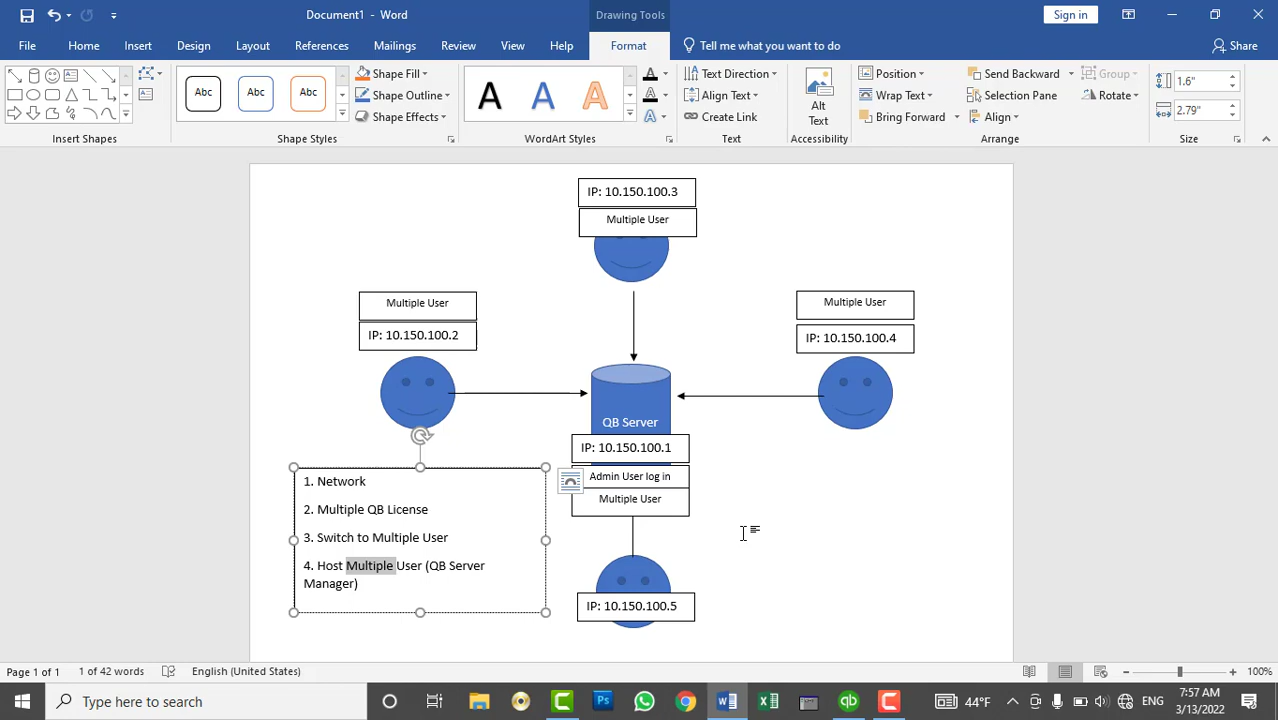 Document1 - Word
Drawing Tools
Sign in
File
Home
Insert
Design
Layout
References
Mailings
Review
View
Help
Format
Tell me what you want to do
Share
Abc
Abc
Abc
Shape Fill
Shape Outline
Shape Effects
A
A
A
Text Direction
Align Text
Create Link
Alt
Text
Position
Wrap Text
Bring Forward
Send Backward
Selection Pane
Align
Group
Rotate
1.6"
2.79"
Insert Shapes
Shape Styles
WordArt Styles
Text
Accessibility
Arrange
Size
IP: 10.150.100.3
Multiple User
Multiple User
IP: 10.150.100.2
Multiple User
IP: 10.150.100.4
QB Server
IP: 10.150.100.1
Admin User log in
Multiple User
1. Network
2. Multiple QB License
3. Switch to Multiple User
4. Host Multiple User (QB Server
Manager)
IP: 10.150.100.5
Page 1 of 1
1 of 42 words
English (United States)
100%
Type here to search
44°F
ENG
7:57 AM
3/13/2022